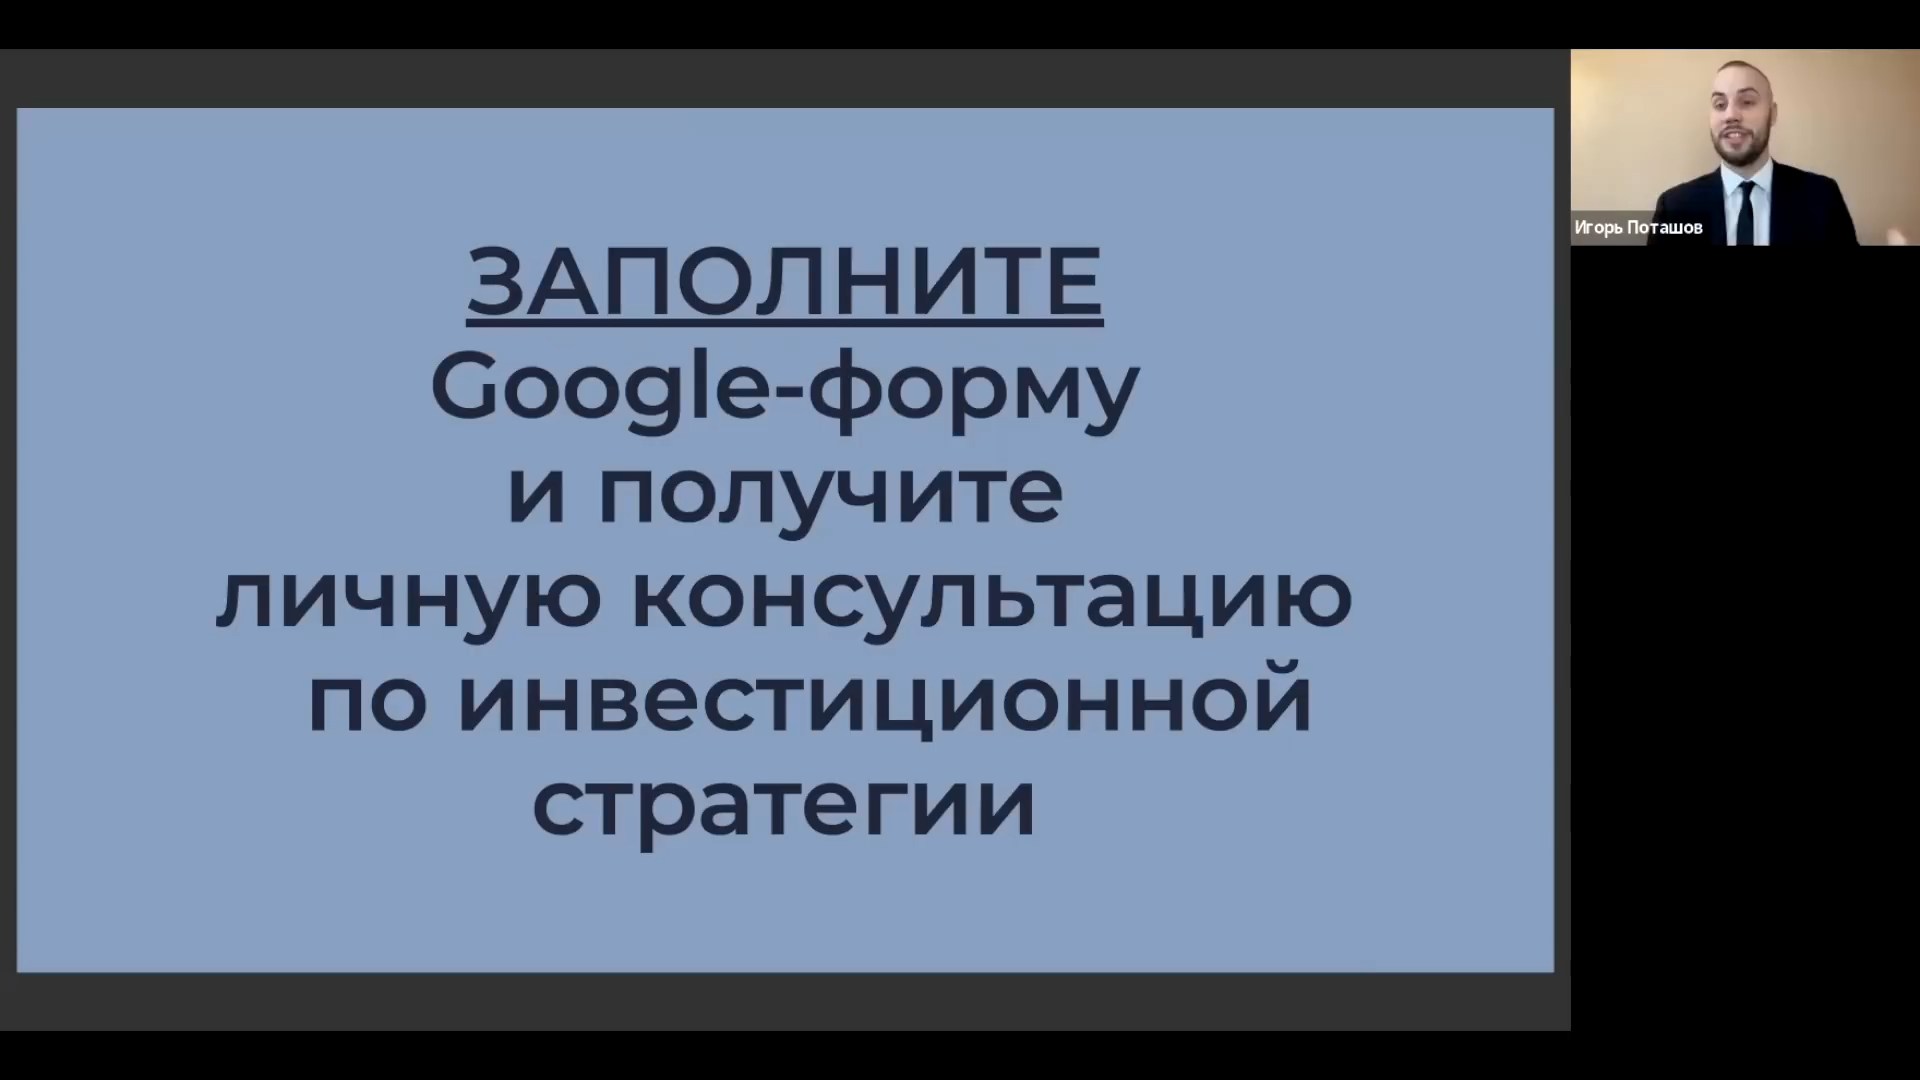 ЗАПОЛНИТЕ
Google-форму
и получите
личную консультацию
по инвестиционной
стратегии
Игорь Поташов